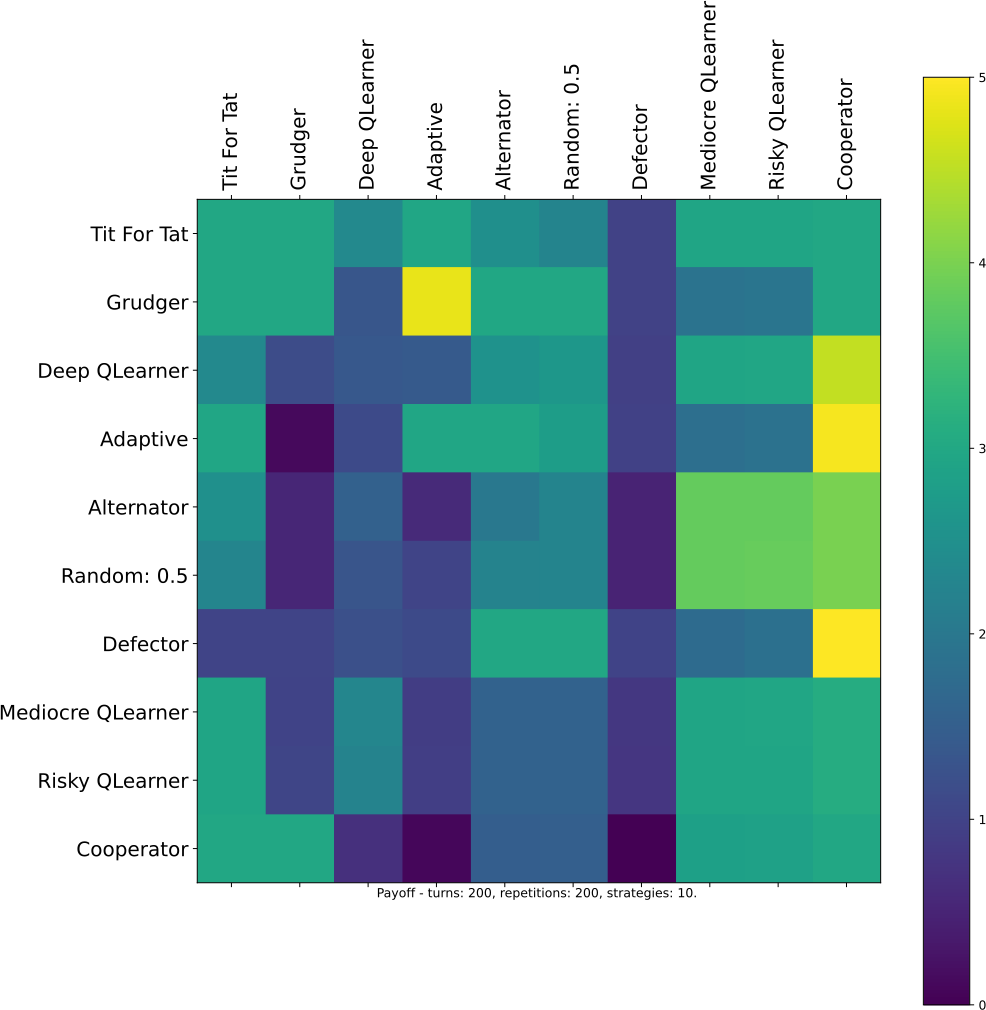 Tit For Tat
Grudger
Deep QLearner
Adaptive
Alternator
Random: 0.5
Defector
Mediocre QLearner
Risky QLearner
Cooperator
Tit For Tat
Grudger
Deep QLearner
Adaptive
Alternator
Random: 0.5
Defector
Mediocre QLearner
Risky QLearner
Cooperator
Payoff - turns: 200, repetitions: 200, strategies: 10.
5
4
3
2
1
0